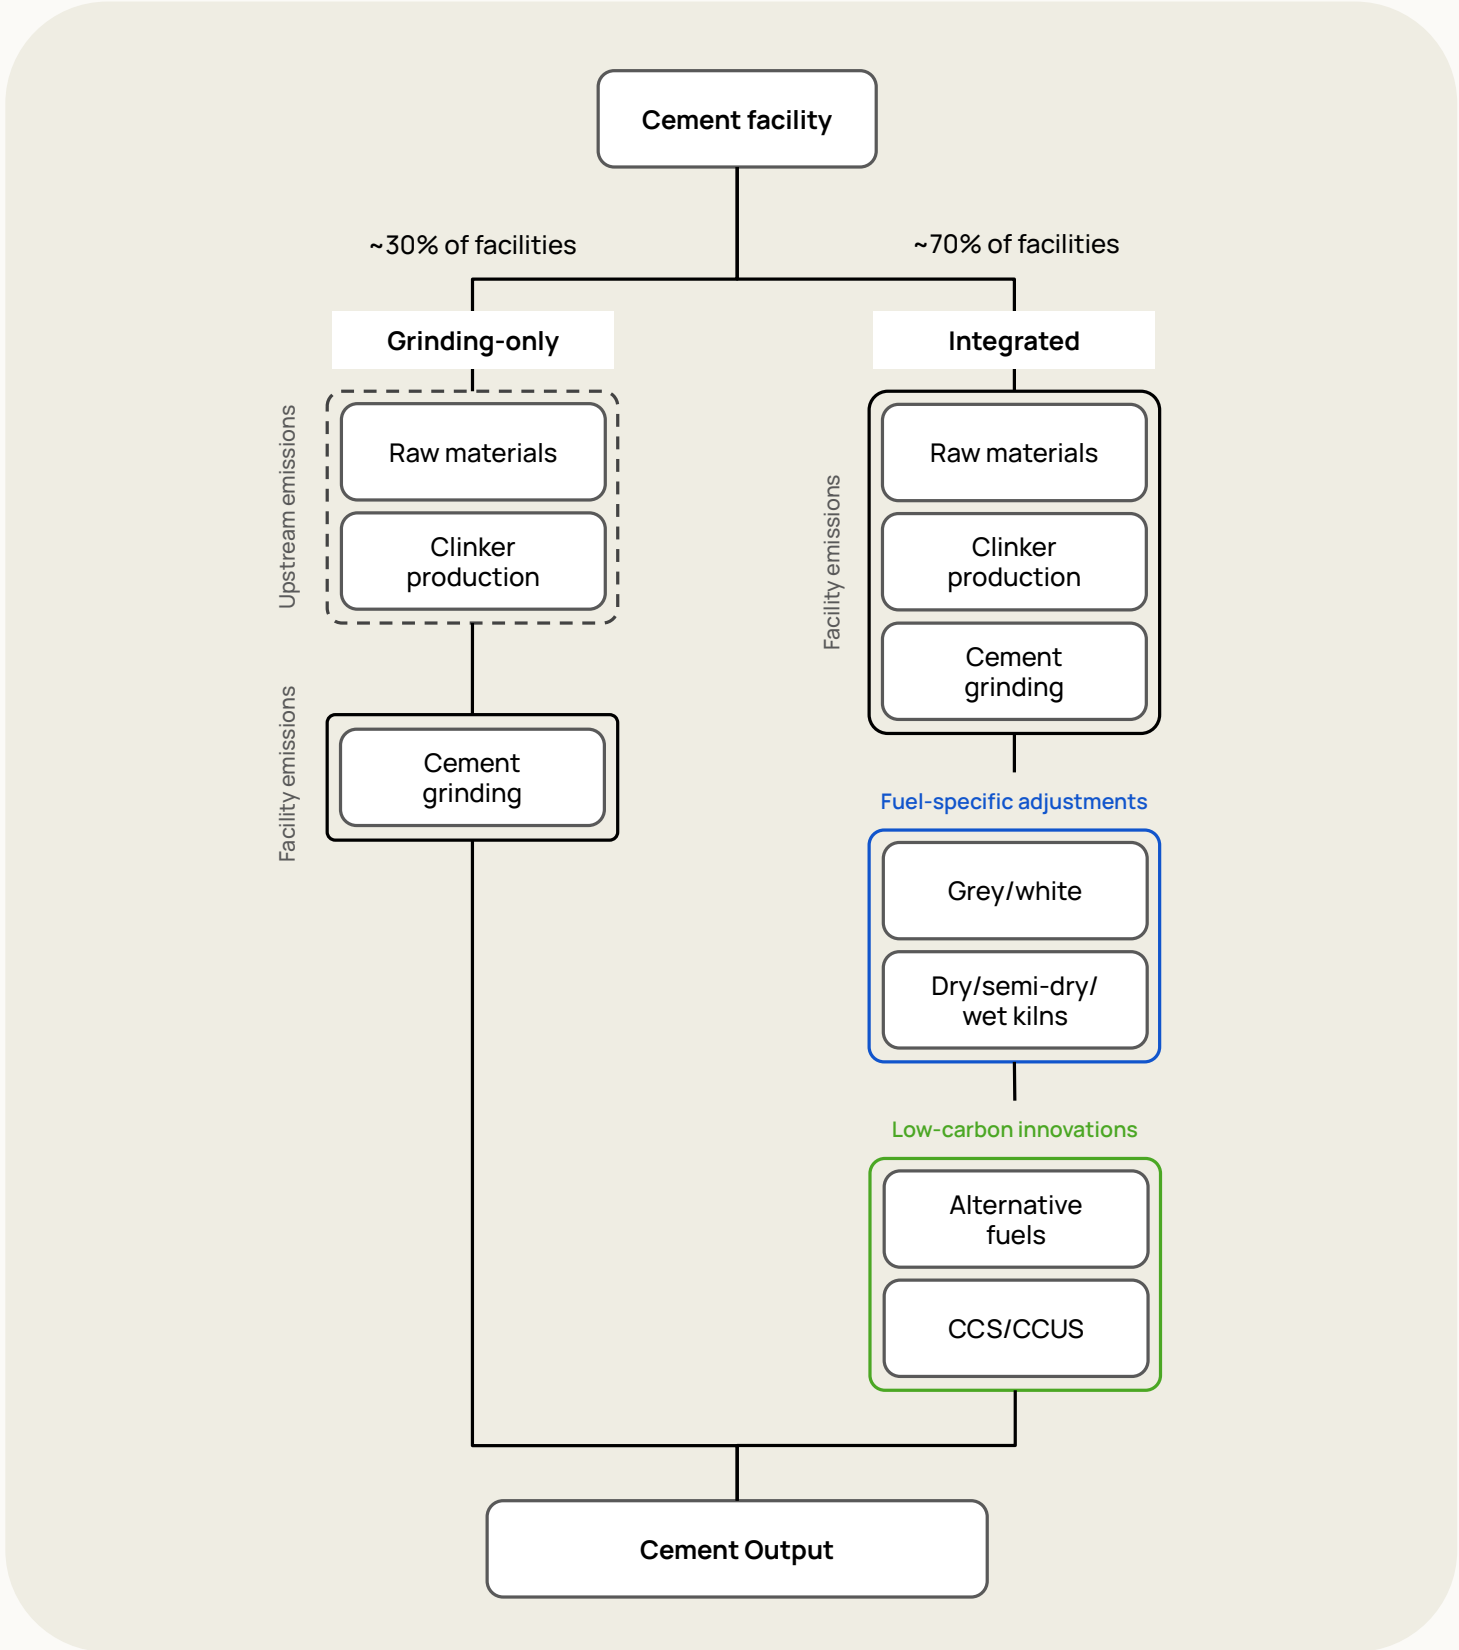 Cement facility
~30% of facilities
~70% of facilities
Grinding-only
Integrated
Upstream emissions
Raw materials
Clinker
production
Facility emissions
Cement
grinding
Facility emissions
Raw materials
Clinker
production
Cement
grinding
Fuel-specific adjustments
Grey/white
Dry/semi-dry/
wet kilns
Low-carbon innovations
Alternative
fuels
CCS/CCUS
Cement Output